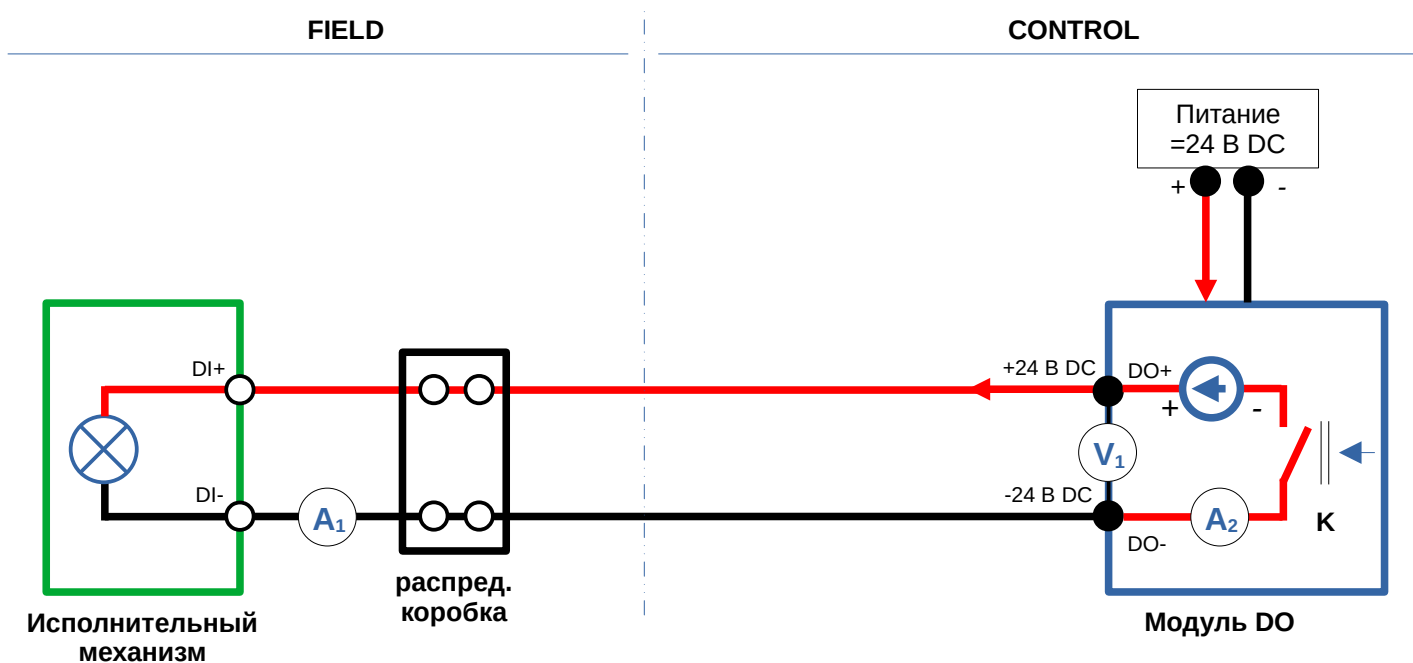 FIELD
CONTROL
Питание
=24 В DC
+
-
DI+
+24 В DC
DO+
+
-
V₁
DI-
-24 В DC
A₁
A₂
K
DO-
распред.
коробка
Исполнительный
механизм
Модуль DO